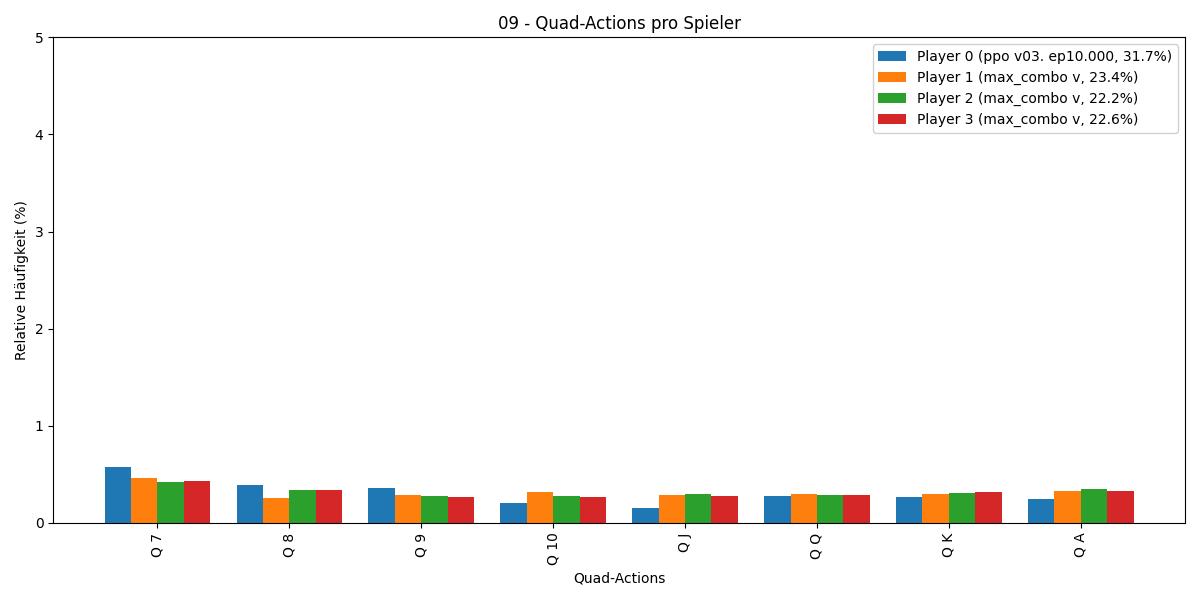 09 - Quad-Actions pro Spieler
Player 0 (ppo v03. ep10.000, 31.7%)
Player 1 (max_combo v, 23.4%)
Player 2 (max_combo v, 22.2%)
Player 3 (max_combo v, 22.6%)
Relative Häufigkeit (%)
5
4
3
2
1
0
Q 7
Q 8
Q 9
Q 10
Q J
Q Q
Q K
Q A
Quad-Actions